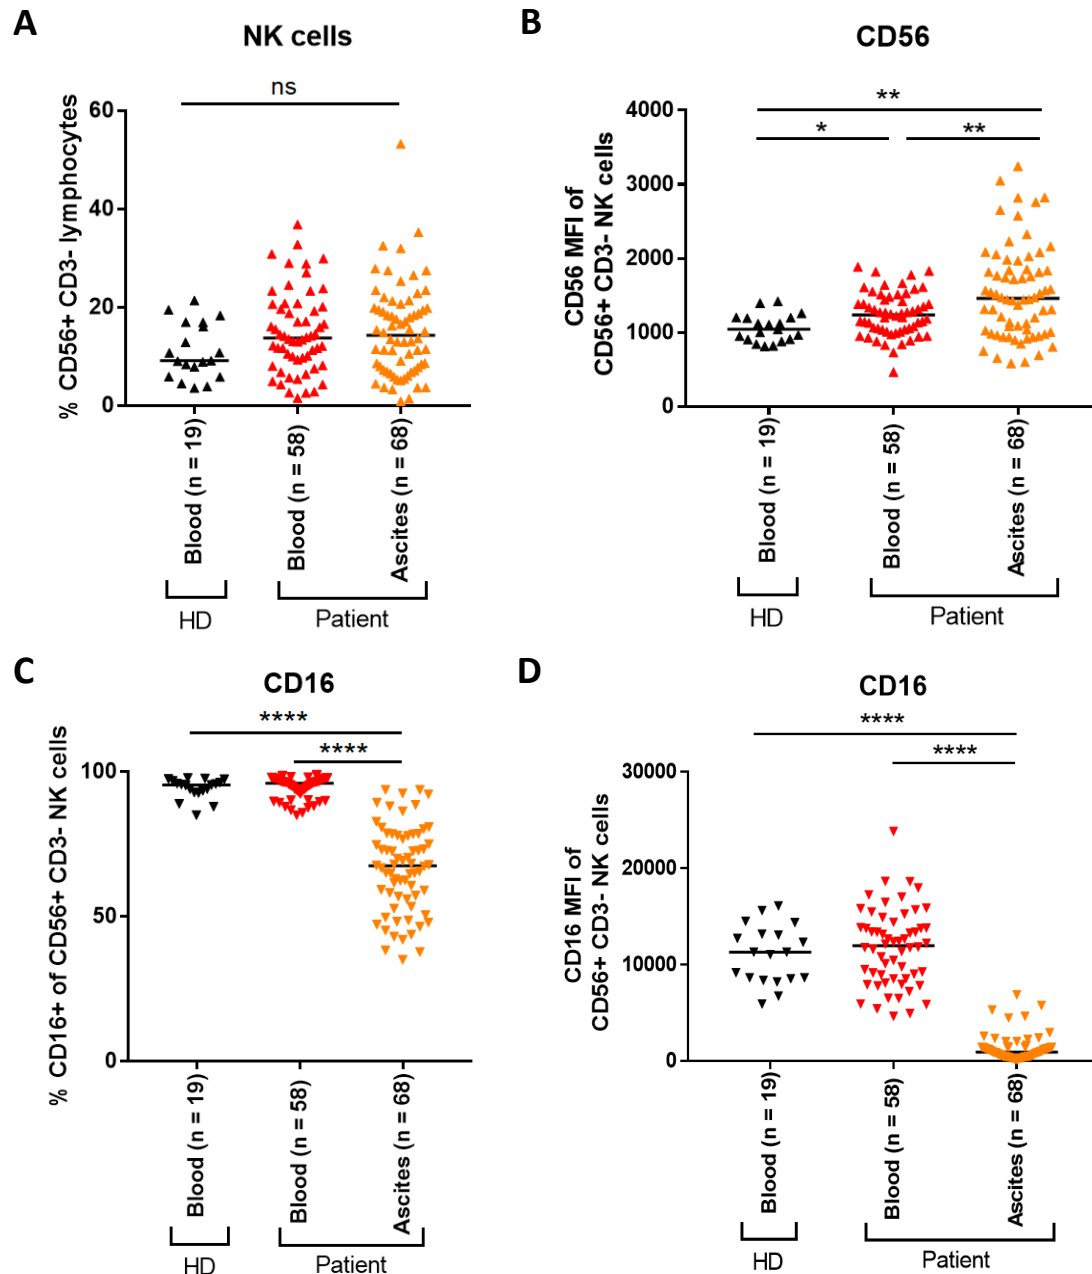 A
NK cells
ns
% CD56+ CD3- lymphocytes
60
40
20
0
Blood (n = 19)
Blood (n = 58)
Ascites (n = 68)
HD
Patient
B
CD56
**
*
**
CD56 MFI of
CD56+ CD3- NK cells
4000
3000
2000
1000
0
Blood (n = 19)
Blood (n = 58)
Ascites (n = 68)
HD
Patient
C
CD16
****
****
% CD16+ of CD56+ CD3- NK cells
100
50
0
Blood (n = 19)
Blood (n = 58)
Ascites (n = 68)
HD
Patient
D
CD16
****
****
CD16 MFI of
CD56+ CD3- NK cells
30000
20000
10000
0
Blood (n = 19)
Blood (n = 58)
Ascites (n = 68)
HD
Patient